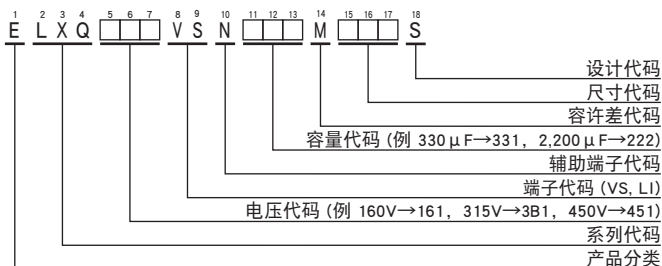 1 2 3 4 5 6 7 8 9 10 11 12 13 14 15 16 17 18
E L X Q □□□ V S N □□□ M □□□ S
设计代码
尺寸代码
容许差代码
容量代码 (例 330μF→331, 2,200μF→222)
辅助端子代码
端子代码 (VS, LI)
电压代码 (例 160V→161, 315V→3B1, 450V→451)
系列代码
产品分类